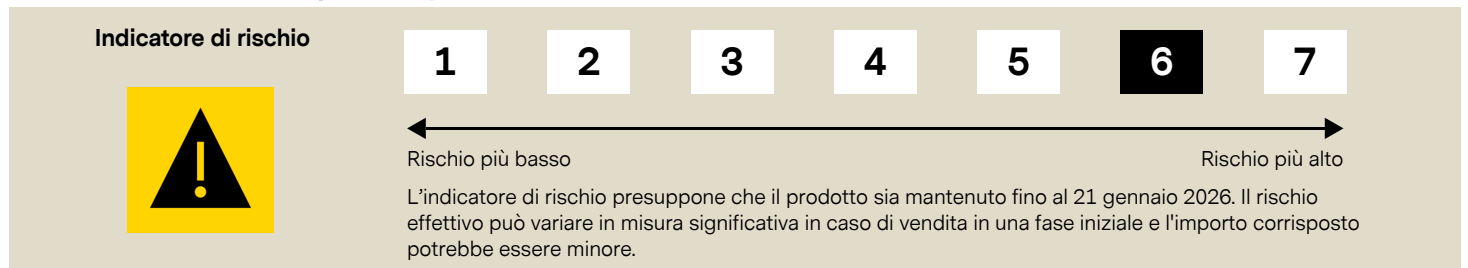 Indicatore di rischio
1 2 3 4 5 6 7
Rischio più basso Rischio più alto
L'indicatore di rischio presuppone che il prodotto sia mantenuto fino al 21 gennaio 2026. Il rischio
effettivo può variare in misura significativa in caso di vendita in una fase iniziale e l'importo corrisposto
potrebbe essere minore.